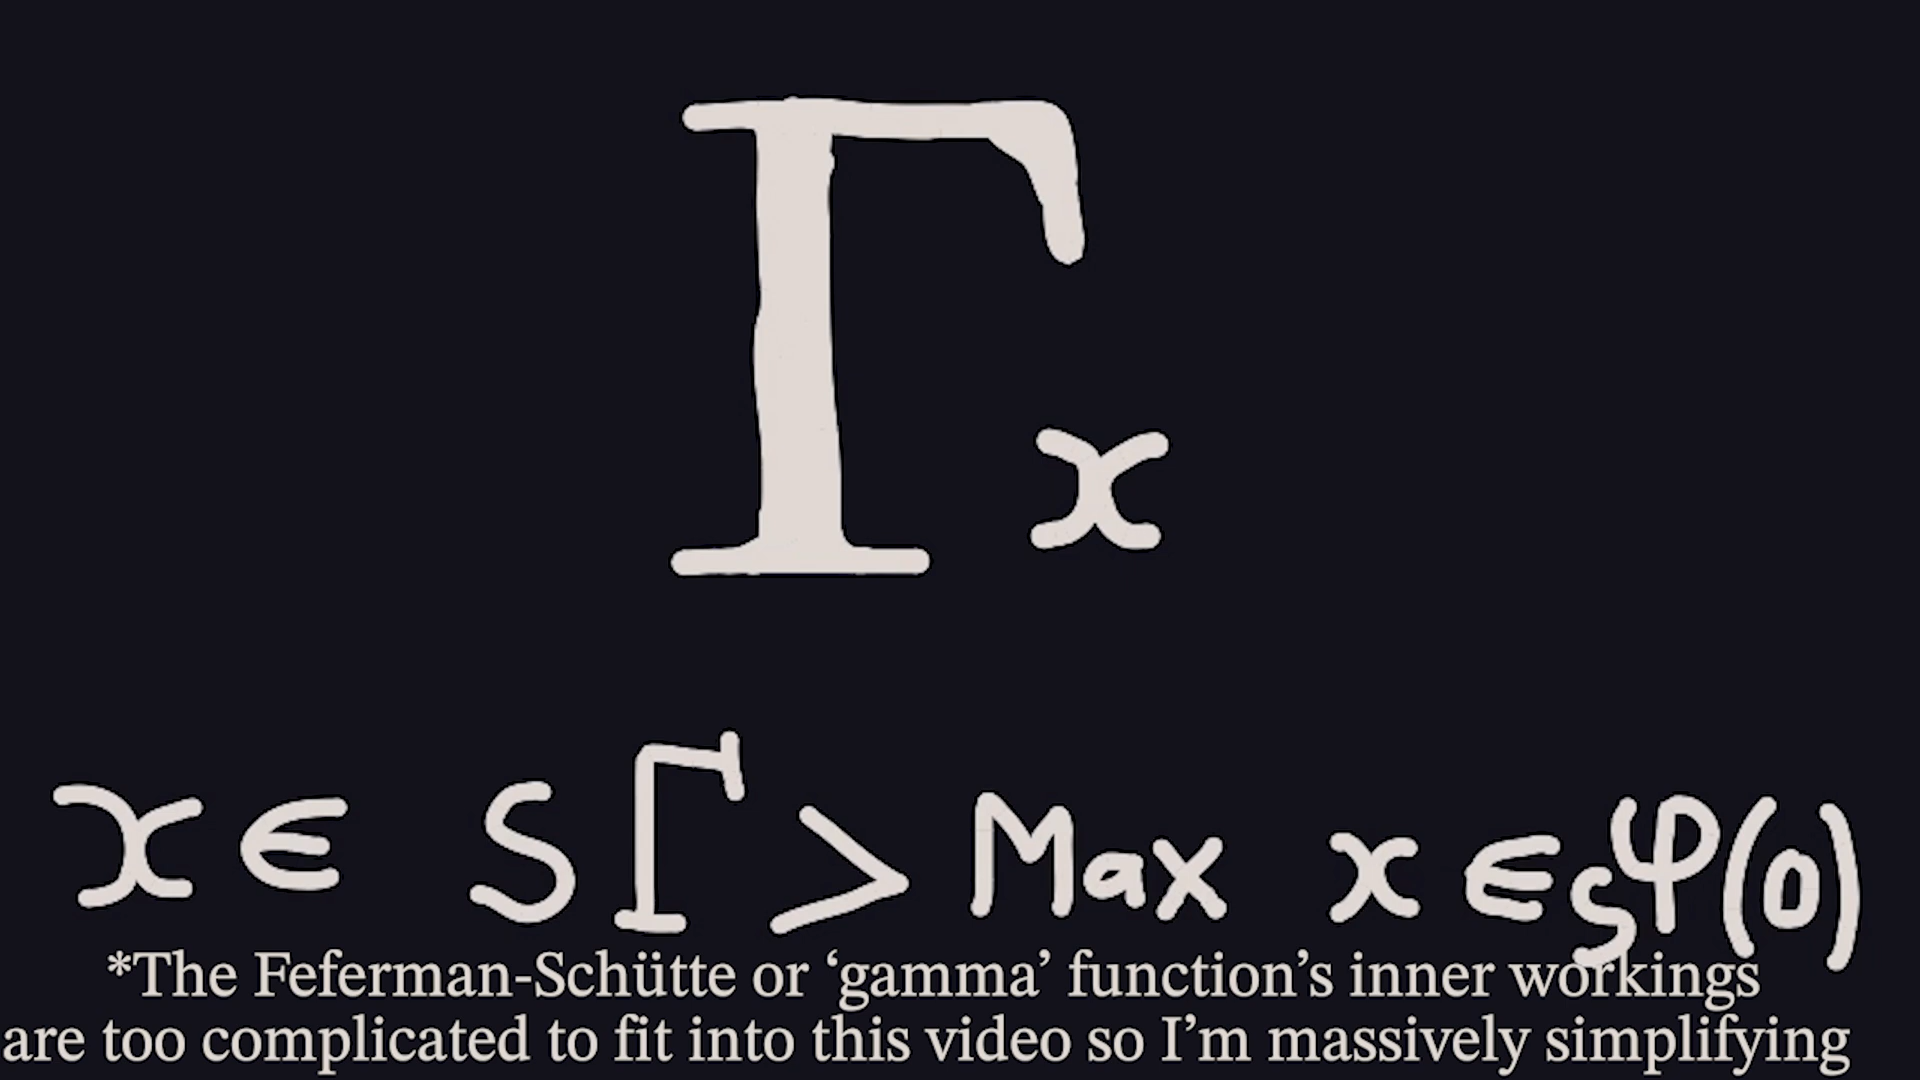 Γx
x ∈ SΓ > Max x ∈ Sφ(0)
*The Feferman-Schütte or ‘gamma’ function’s inner workings
are too complicated to fit into this video so I’m massively simplifying